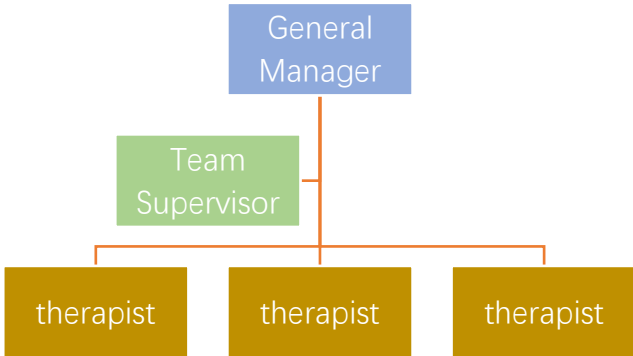 General
Manager
Team
Supervisor
therapist
therapist
therapist